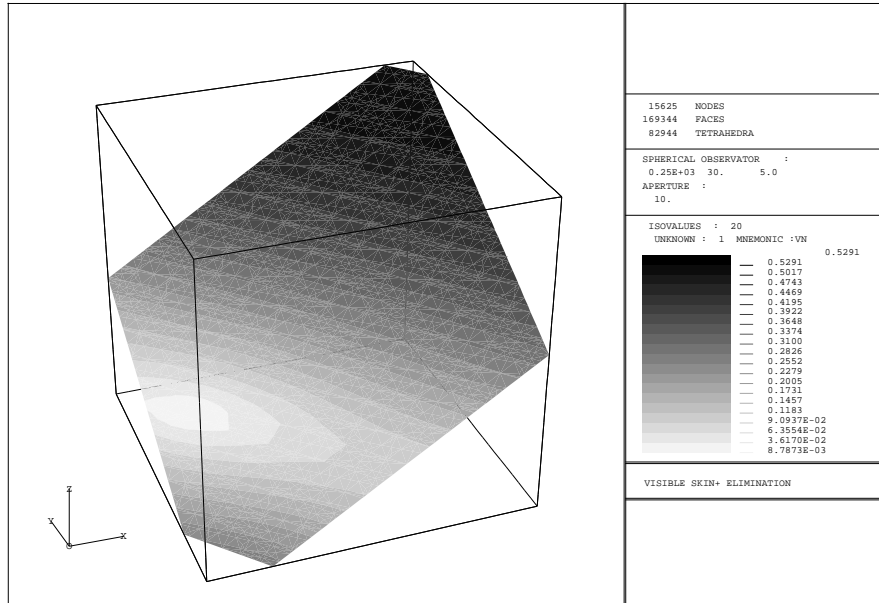 15625 NODES
169344 FACES
82944 TETRAHEDRA
SPHERICAL OBSERVATOR :
0.25E+03 30. 5.0
APERTURE :
10.
ISOVALUES : 20
UNKNOWN : 1 MNEMONIC :VN
0.5291
0.5291
0.5017
0.4743
0.4469
0.4195
0.3922
0.3648
0.3374
0.3100
0.2826
0.2552
0.2279
0.2005
0.1731
0.1457
0.1183
9.0937E-02
6.3554E-02
3.6170E-02
8.7873E-03
VISIBLE SKIN+ ELIMINATION
Z
Y
X